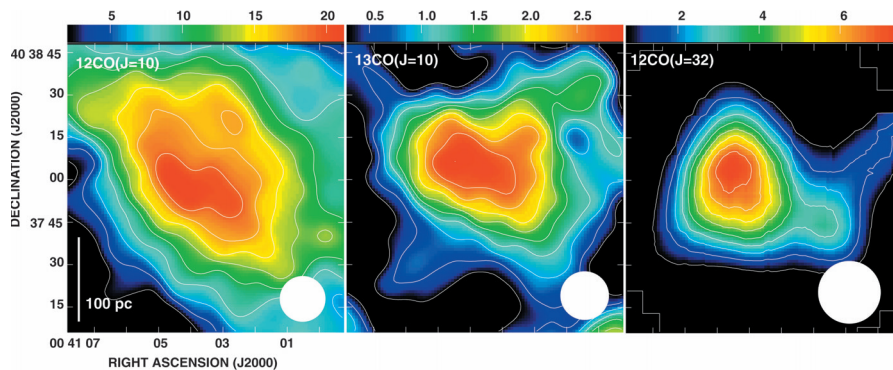 5 10 15 20
0.5 1.0 1.5 2.0 2.5
2 4 6
12CO(J=10)
13CO(J=10)
12CO(J=32)
40 38 45
30
15
00
37 45
30
15
DECLINATION (J2000)
100 pc
00 41 07 05 03 01
RIGHT ASCENSION (J2000)